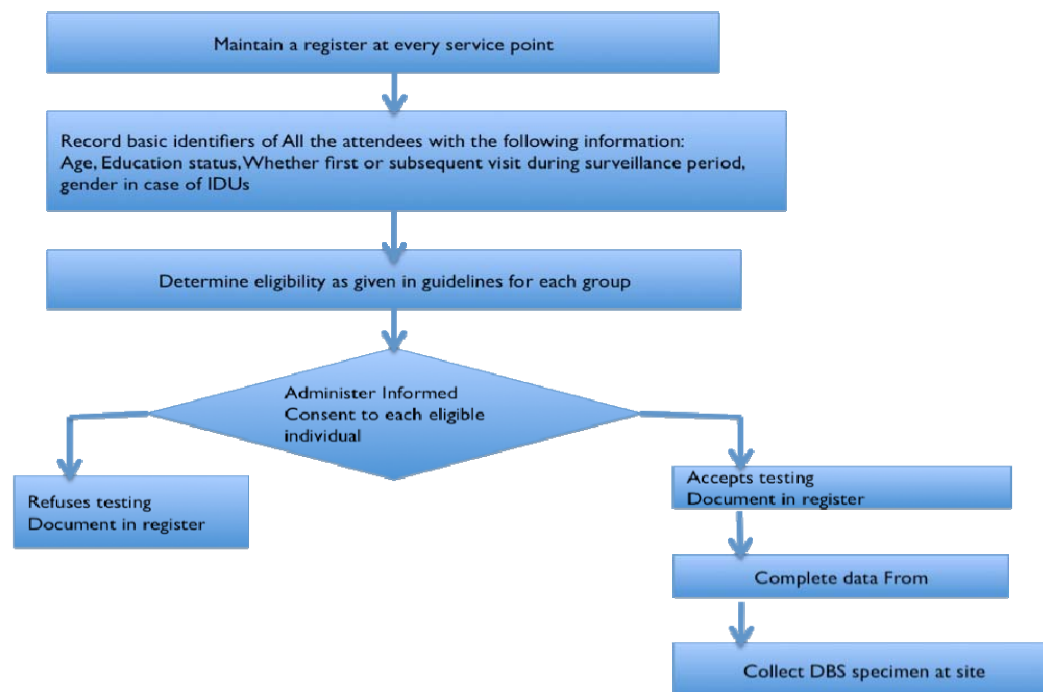 Maintain a register at every service point
Record basic identifiers of All the attendees with the following information:
Age, Education status, Whether first or subsequent visit during surveillance period,
gender in case of IDUs
Determine eligibility as given in guidelines for each group
Administer Informed
Consent to each eligible
individual
Refuses testing
Document in register
Accepts testing
Document in register
Complete data From
Collect DBS specimen at site